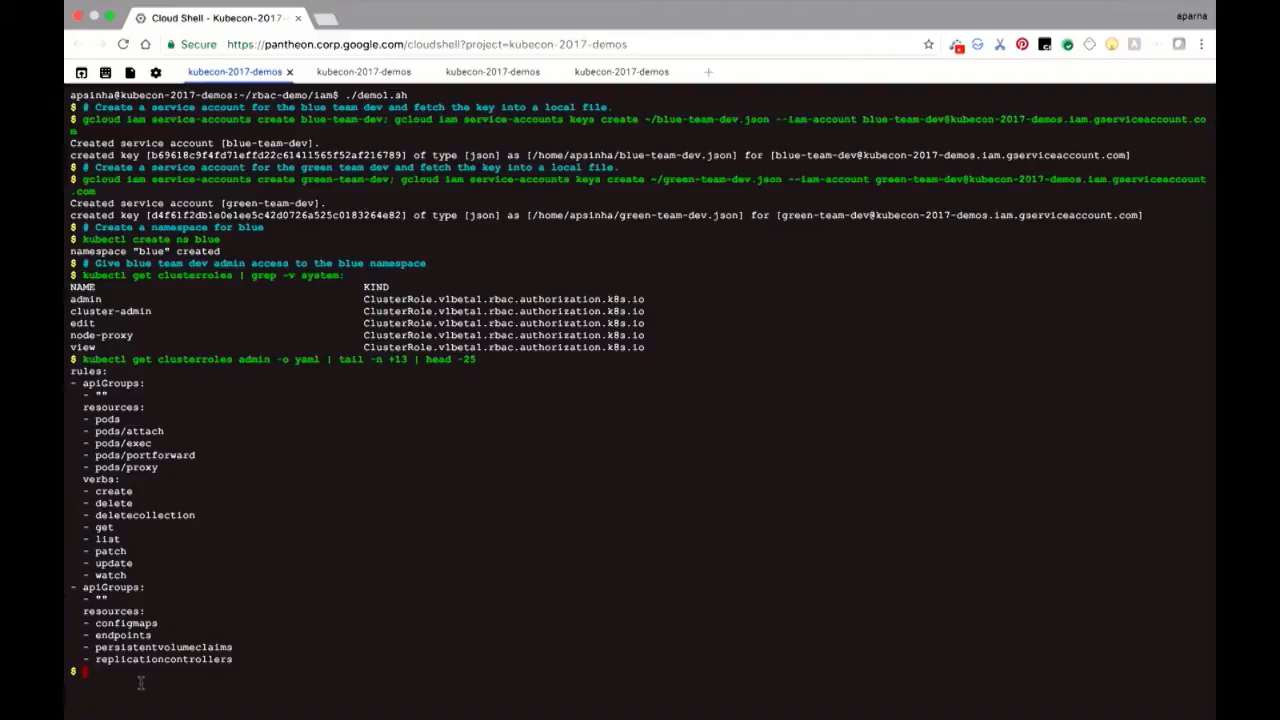 Cloud Shell - Kubecon-2017-
aparna
Secure https://pantheon.corp.google.com/cloudshell?project=kubecon-2017-demos
kubecon-2017-demos kubecon-2017-demos kubecon-2017-demos kubecon-2017-demos
apsinha@kubecon-2017-demos:~/rbac-demo/iam$ ./demo1.sh
$ # Create a service account for the blue team dev and fetch the key into a local file.
$ gcloud iam service-accounts create blue-team-dev; gcloud iam service-accounts keys create ~/blue-team-dev.json --iam-account blue-team-dev@kubecon-2017-demos.iam.gserviceaccount.co
m
Created service account [blue-team-dev].
created key [b69618c9f4fd71effd22c61411565f52af216789] of type [json] as [/home/apsinha/blue-team-dev.json] for [blue-team-dev@kubecon-2017-demos.iam.gserviceaccount.com]
$ # Create a service account for the green team dev and fetch the key into a local file.
$ gcloud iam service-accounts create green-team-dev; gcloud iam service-accounts keys create ~/green-team-dev.json --iam-account green-team-dev@kubecon-2017-demos.iam.gserviceaccount
.com
Created service account [green-team-dev].
created key [d4f61f2db1e0e1ee5c42d0726a525c0183264e82] of type [json] as [/home/apsinha/green-team-dev.json] for [green-team-dev@kubecon-2017-demos.iam.gserviceaccount.com]
$ # Create a namespace for blue
$ kubectl create ns blue
namespace "blue" created
$ # Give blue team dev admin access to the blue namespace
$ kubectl get clusterroles | grep -v system:
NAME KIND
admin ClusterRole.v1beta1.rbac.authorization.k8s.io
cluster-admin ClusterRole.v1beta1.rbac.authorization.k8s.io
edit ClusterRole.v1beta1.rbac.authorization.k8s.io
node-proxy ClusterRole.v1beta1.rbac.authorization.k8s.io
view ClusterRole.v1beta1.rbac.authorization.k8s.io
$ kubectl get clusterroles admin -o yaml | tail -n +13 | head -25
rules:
- apiGroups:
  - ""
  resources:
  - pods
  - pods/attach
  - pods/exec
  - pods/portforward
  - pods/proxy
  verbs:
  - create
  - delete
  - deletecollection
  - get
  - list
  - patch
  - update
  - watch
- apiGroups:
  - ""
  resources:
  - configmaps
  - endpoints
  - persistentvolumeclaims
  - replicationcontrollers
$